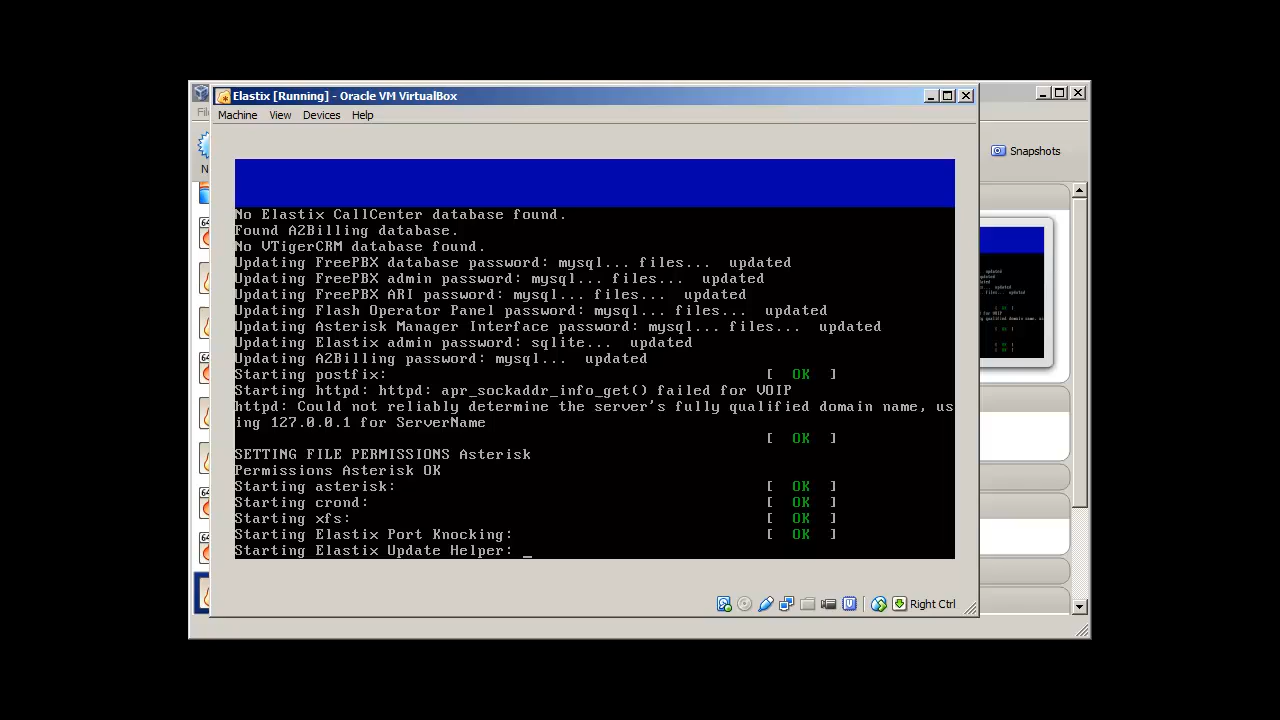 Elastix [Running] - Oracle VM VirtualBox
Machine View Devices Help
Snapshots
No Elastix CallCenter database found.
Found A2Billing database.
No VTigerCRM database found.
Updating FreePBX database password: mysql... files...  updated
Updating FreePBX admin password: mysql... files...  updated
Updating FreePBX ARI password: mysql... files...  updated
Updating Flash Operator Panel password: mysql... files...  updated
Updating Asterisk Manager Interface password: mysql... files...  updated
Updating Elastix admin password: sqlite...  updated
Updating A2Billing password: mysql...  updated
Starting postfix: [ OK ]
Starting httpd: httpd: apr_sockaddr_info_get() failed for VOIP
httpd: Could not reliably determine the server's fully qualified domain name, us
ing 127.0.0.1 for ServerName
[ OK ]
SETTING FILE PERMISSIONS Asterisk
Permissions Asterisk OK
Starting asterisk: [ OK ]
Starting crond: [ OK ]
Starting xfs: [ OK ]
Starting Elastix Port Knocking: [ OK ]
Starting Elastix Update Helper: _
Right Ctrl